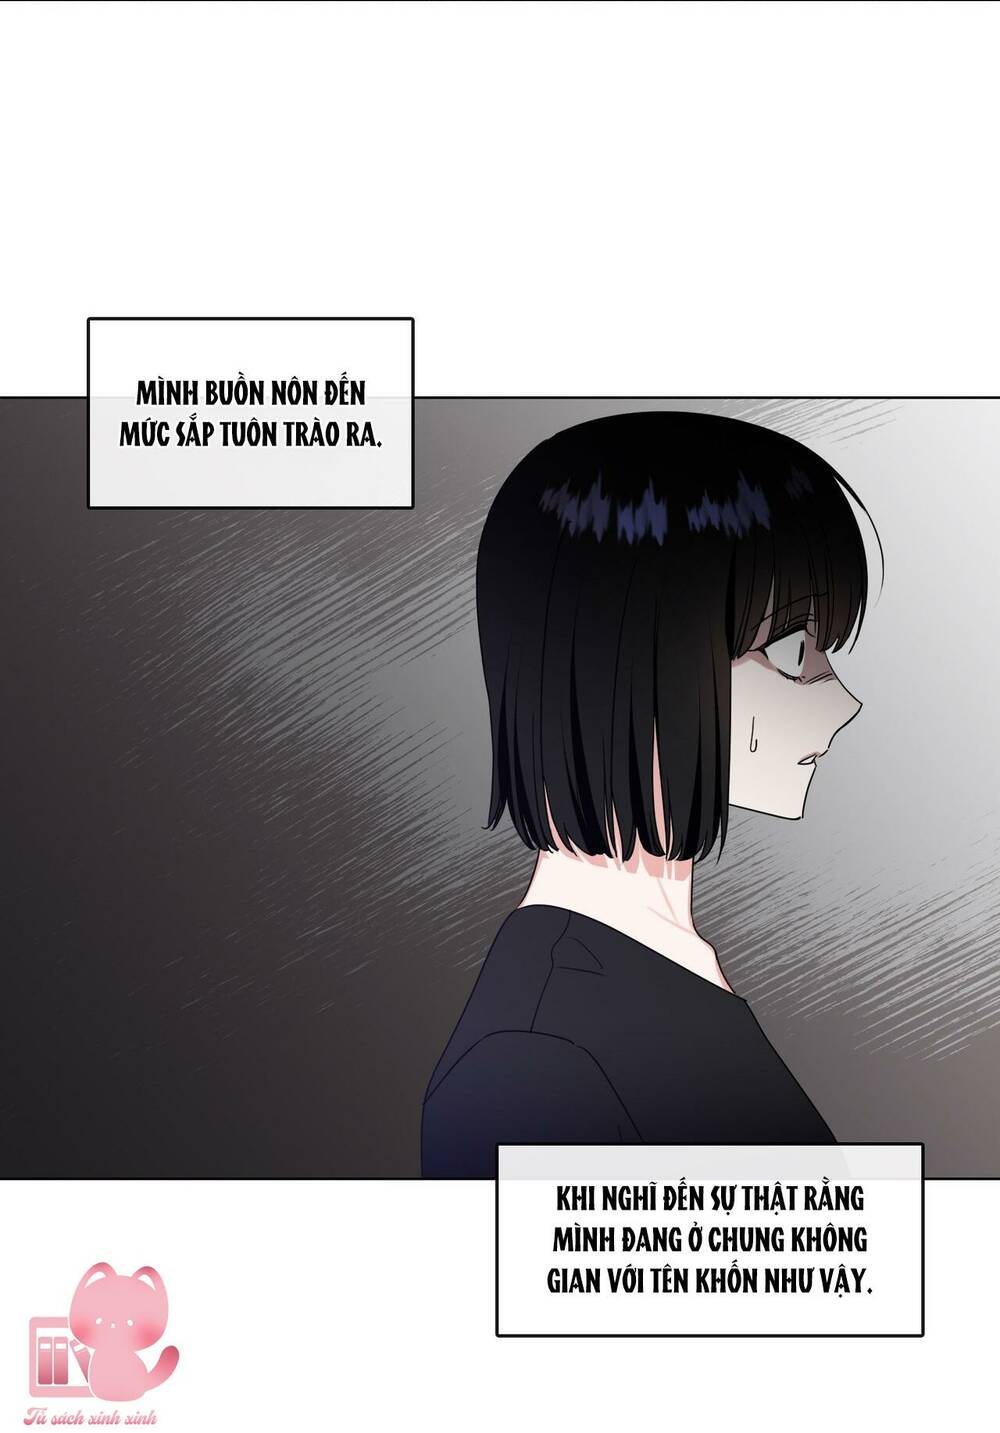 MÌNH BUỒN NÔN ĐẾN
MỨC SẮP TUÔN TRÀO RA.
KHI NGHĨ ĐẾN SỰ THẬT RẰNG
MÌNH ĐANG Ở CHUNG KHÔNG
GIAN VỚI TÊN KHỐN NHƯ VẬY.
Tủ sách xinh xinh